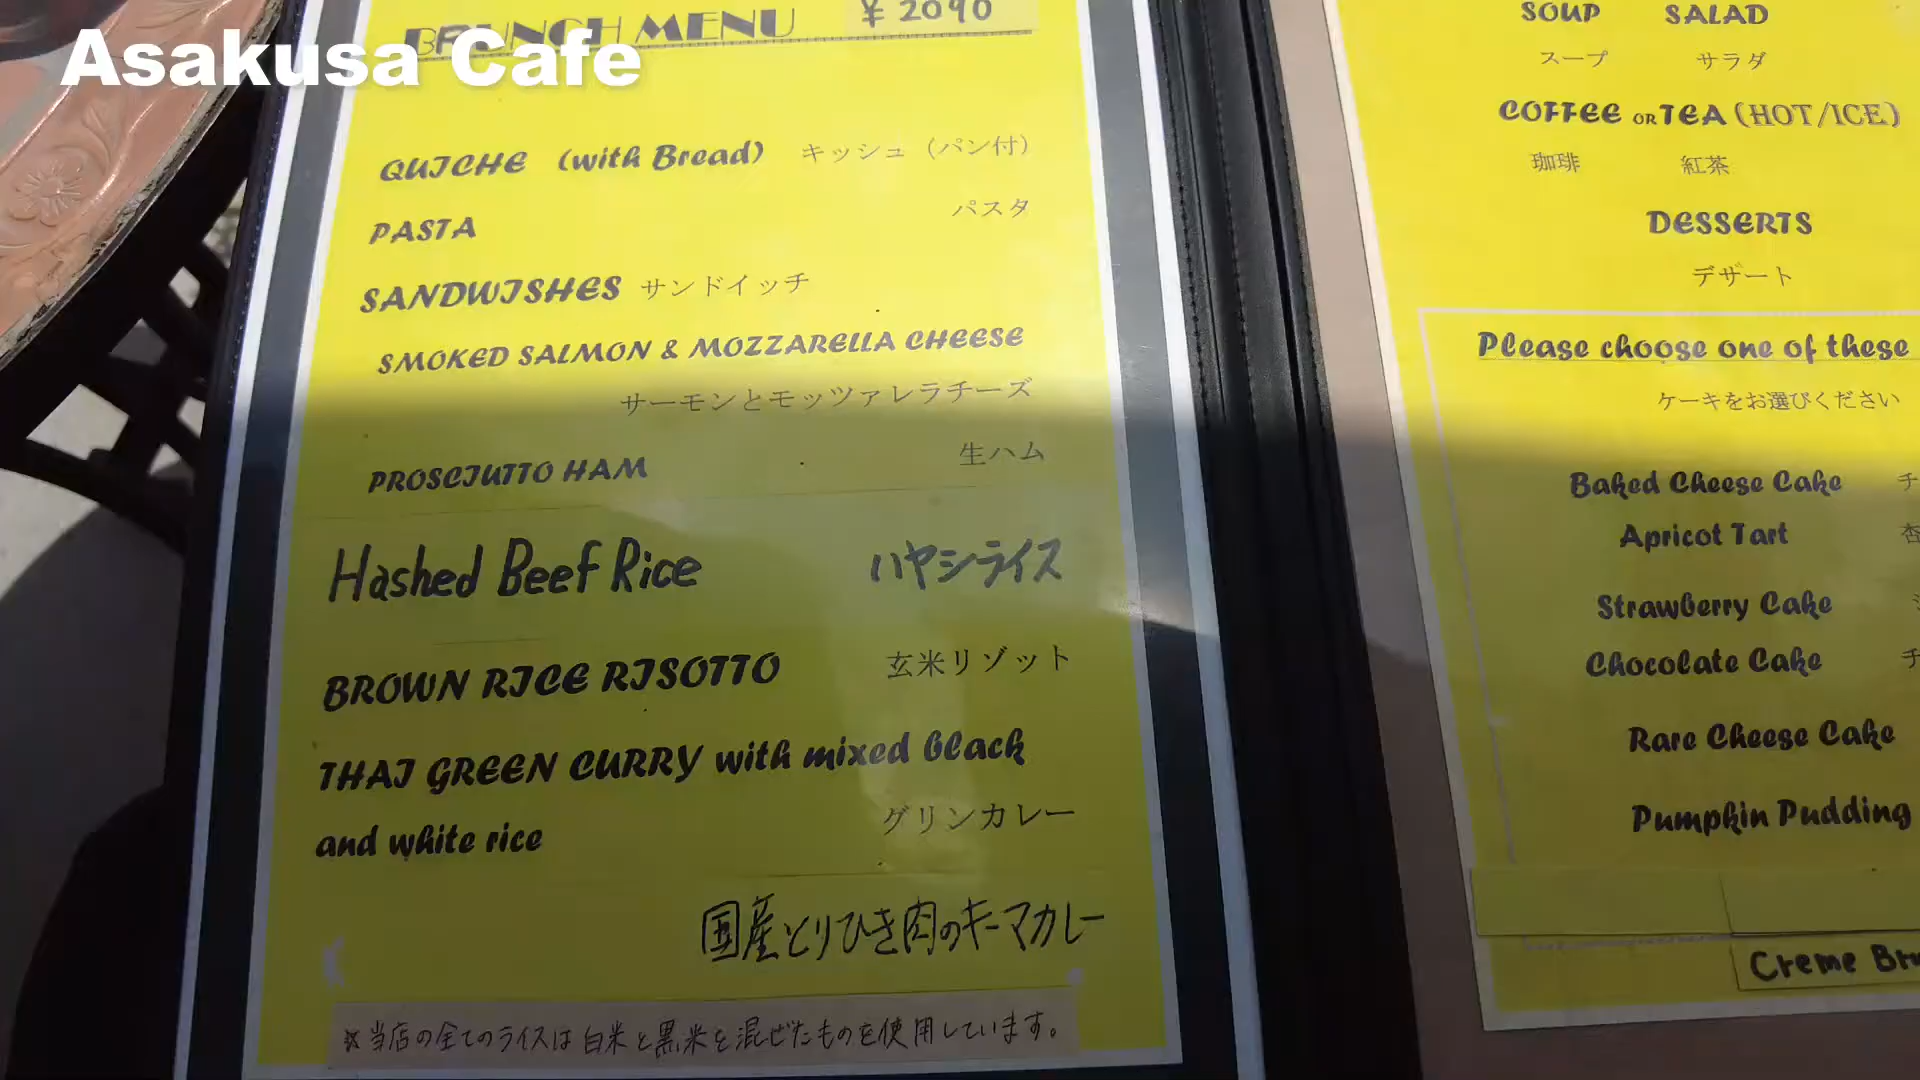 Asakusa Cafe
BRUNCH MENU ¥2090
QUICHE (with Bread) キッシュ (パン付)
PASTA パスタ
SANDWISHES サンドイッチ
SMOKED SALMON & MOZZARELLA CHEESE
サーモンとモッツァレラチーズ
PROSCIUTTO HAM 生ハム
Hashed Beef Rice ハヤシライス
BROWN RICE RISOTTO 玄米リゾット
THAI GREEN CURRY with mixed black
and white rice グリンカレー
国産とりひき肉のキーマカレー
※当店の全てのライスは白米と黒米を混ぜたものを使用しています。
SOUP SALAD
スープ サラダ
COFFEE OR TEA (HOT/ICE)
珈琲 紅茶
DESSERTS
デザート
Please choose one of these
ケーキをお選びください
Baked Cheese Cake チ
Apricot Tart 杏
Strawberry Cake
Chocolate Cake チ
Rare Cheese Cake
Pumpkin Pudding
Creme